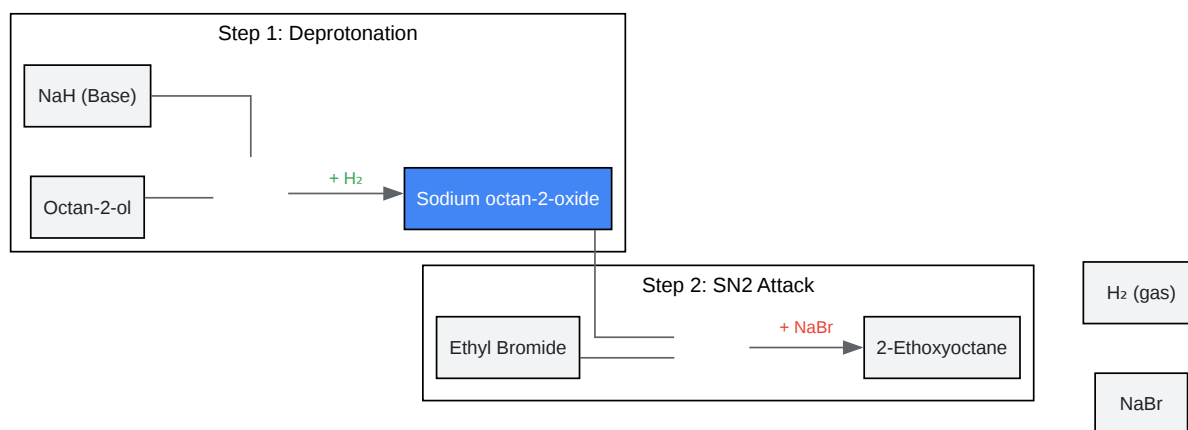 Step 1: Deprotonation
NaH (Base)
+ H₂
Octan-2-ol
Sodium octan-2-oxide
Step 2: SN2 Attack
Ethyl Bromide
+ NaBr
2-Ethoxyoctane
H₂ (gas)
NaBr